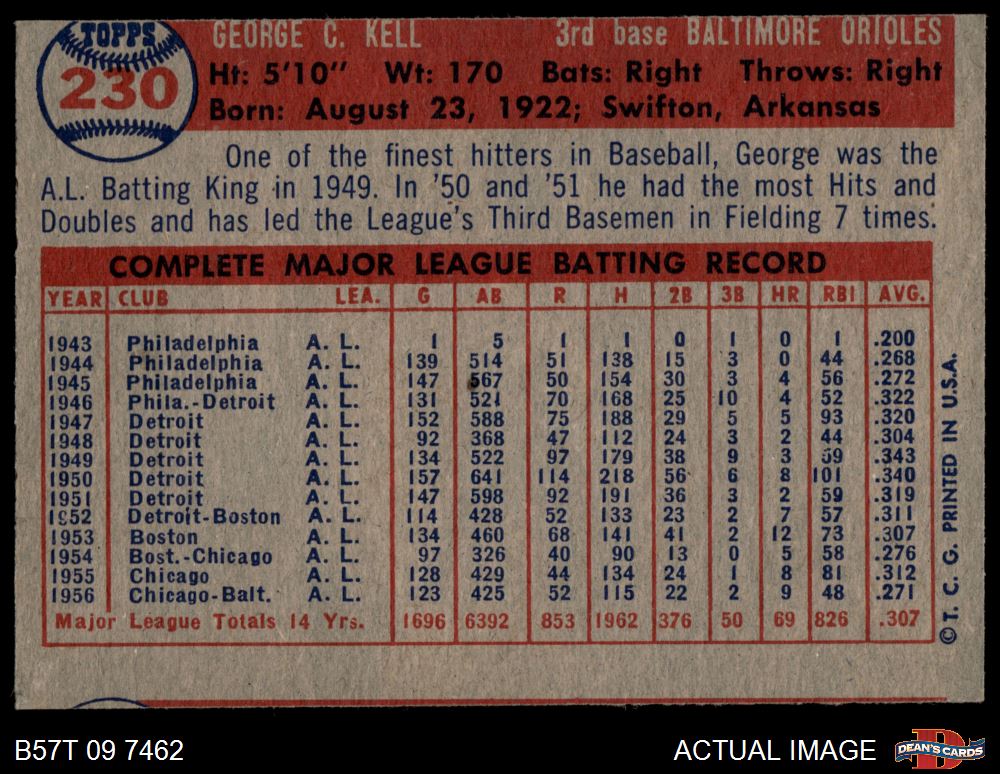 TOPPS
230
GEORGE C. KELL 3rd base BALTIMORE ORIOLES
Ht: 5'10" Wt: 170 Bats: Right Throws: Right
Born: August 23, 1922; Swifton, Arkansas
One of the finest hitters in Baseball, George was the
A.L. Batting King in 1949. In '50 and '51 he had the most Hits and
Doubles and has led the League's Third Basemen in Fielding 7 times.
COMPLETE MAJOR LEAGUE BATTING RECORD
YEAR CLUB LEA. G AB R H 2B 3B HR RBI AVG.
1943 Philadelphia A. L. 1 5 1 1 0 1 0 1 .200
1944 Philadelphia A. L. 139 514 51 138 15 3 0 44 .268
1945 Philadelphia A. L. 147 567 50 154 30 3 4 56 .272
1946 Phila.-Detroit A. L. 131 521 70 168 25 10 4 52 .322
1947 Detroit A. L. 152 588 75 188 29 5 5 93 .320
1948 Detroit A. L. 92 368 47 112 24 3 2 44 .304
1949 Detroit A. L. 134 522 97 179 38 9 3 59 .343
1950 Detroit A. L. 157 641 114 218 56 6 8 101 .340
1951 Detroit A. L. 147 598 92 191 36 3 2 59 .319
1952 Detroit-Boston A. L. 114 428 52 133 23 2 7 57 .311
1953 Boston A. L. 134 460 68 141 41 2 12 73 .307
1954 Bost.-Chicago A. L. 97 326 40 90 13 0 5 58 .276
1955 Chicago A. L. 128 429 44 134 24 1 8 81 .312
1956 Chicago-Balt. A. L. 123 425 52 115 22 2 9 48 .271
Major League Totals 14 Yrs. 1696 6392 853 1962 376 50 69 826 .307
© T. C. G. PRINTED IN U.S.A.
B57T 09 7462
ACTUAL IMAGE
D
DEAN'S CARDS